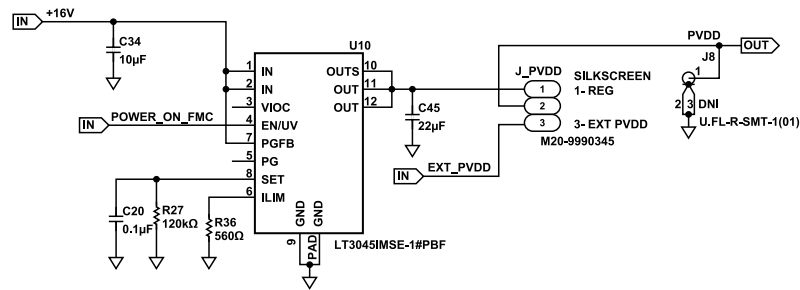 IN +16V
C34
10µF
U10
1 IN
2 IN
3 VIOC
4 EN/UV
7 PGFB
5 PG
8 SET
6 ILIM
OUTS 10
OUT 11
OUT 12
GND
GND
9
PAD
LT3045IMSE-1#PBF
IN POWER_ON_FMC
C20
0.1µF
R27
120kΩ
R36
560Ω
C45
22µF
J_PVDD
1
2
3
SILKSCREEN
1- REG
3- EXT PVDD
M20-9990345
IN EXT_PVDD
PVDD
OUT
J8
1
2 3 DNI
U.FL-R-SMT-1(01)